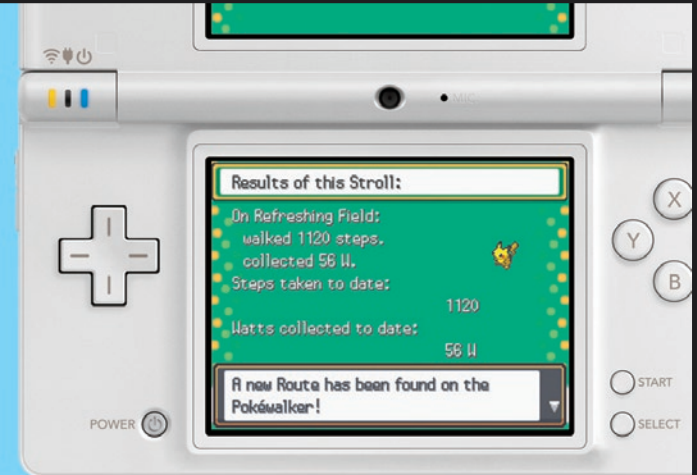 MIC
Results of this Stroll:
On Refreshing Field:
walked 1120 steps.
collected 56 W.
Steps taken to date:
1120
Watts collected to date:
56 W
A new Route has been found on the
Pokéwalker!
X
Y
B
START
SELECT
POWER